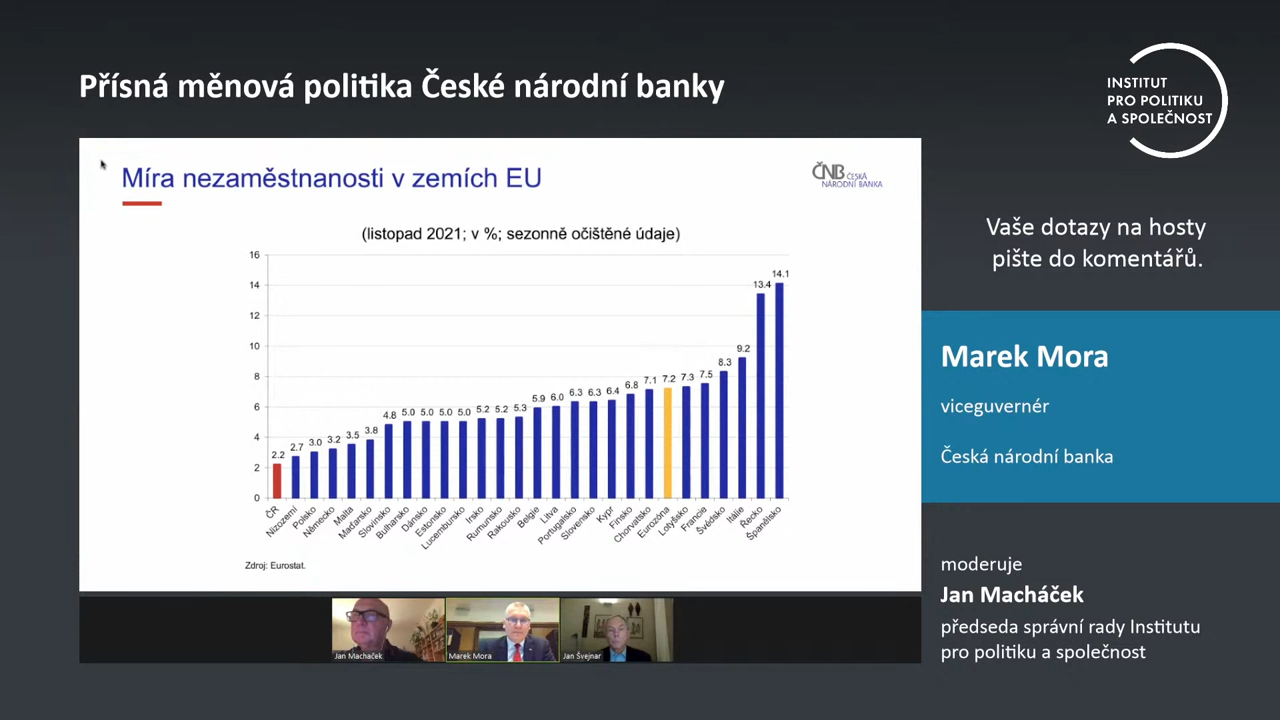 Přísná měnová politika České národní banky
INSTITUT
PRO POLITIKU
A SPOLEČNOST
Míra nezaměstnanosti v zemích EU
ČNB ČESKÁ
NÁRODNÍ BANKA
(listopad 2021; v %; sezonně očištěné údaje)
16
14
12
10
8
6
4
2
0
2.2
2.7
3.0
3.2
3.5
3.8
4.8
5.0
5.0
5.0
5.0
5.2
5.2
5.3
5.9
6.0
6.3
6.3
6.4
6.8
7.1
7.2
7.3
7.5
8.3
9.2
13.4
14.1
ČR
Nizozemí
Polsko
Německo
Malta
Maďarsko
Slovinsko
Bulharsko
Dánsko
Estonsko
Lucembursko
Irsko
Rumunsko
Rakousko
Belgie
Litva
Portugalsko
Slovensko
Kypr
Finsko
Chorvatsko
Eurozóna
Lotyšsko
Francie
Švédsko
Itálie
Řecko
Španělsko
Zdroj: Eurostat.
Jan Macháček
Marek Mora
Jan Švejnar
Vaše dotazy na hosty
pište do komentářů.
Marek Mora
viceguvernér
Česká národní banka
moderuje
Jan Macháček
předseda správní rady Institutu
pro politiku a společnost